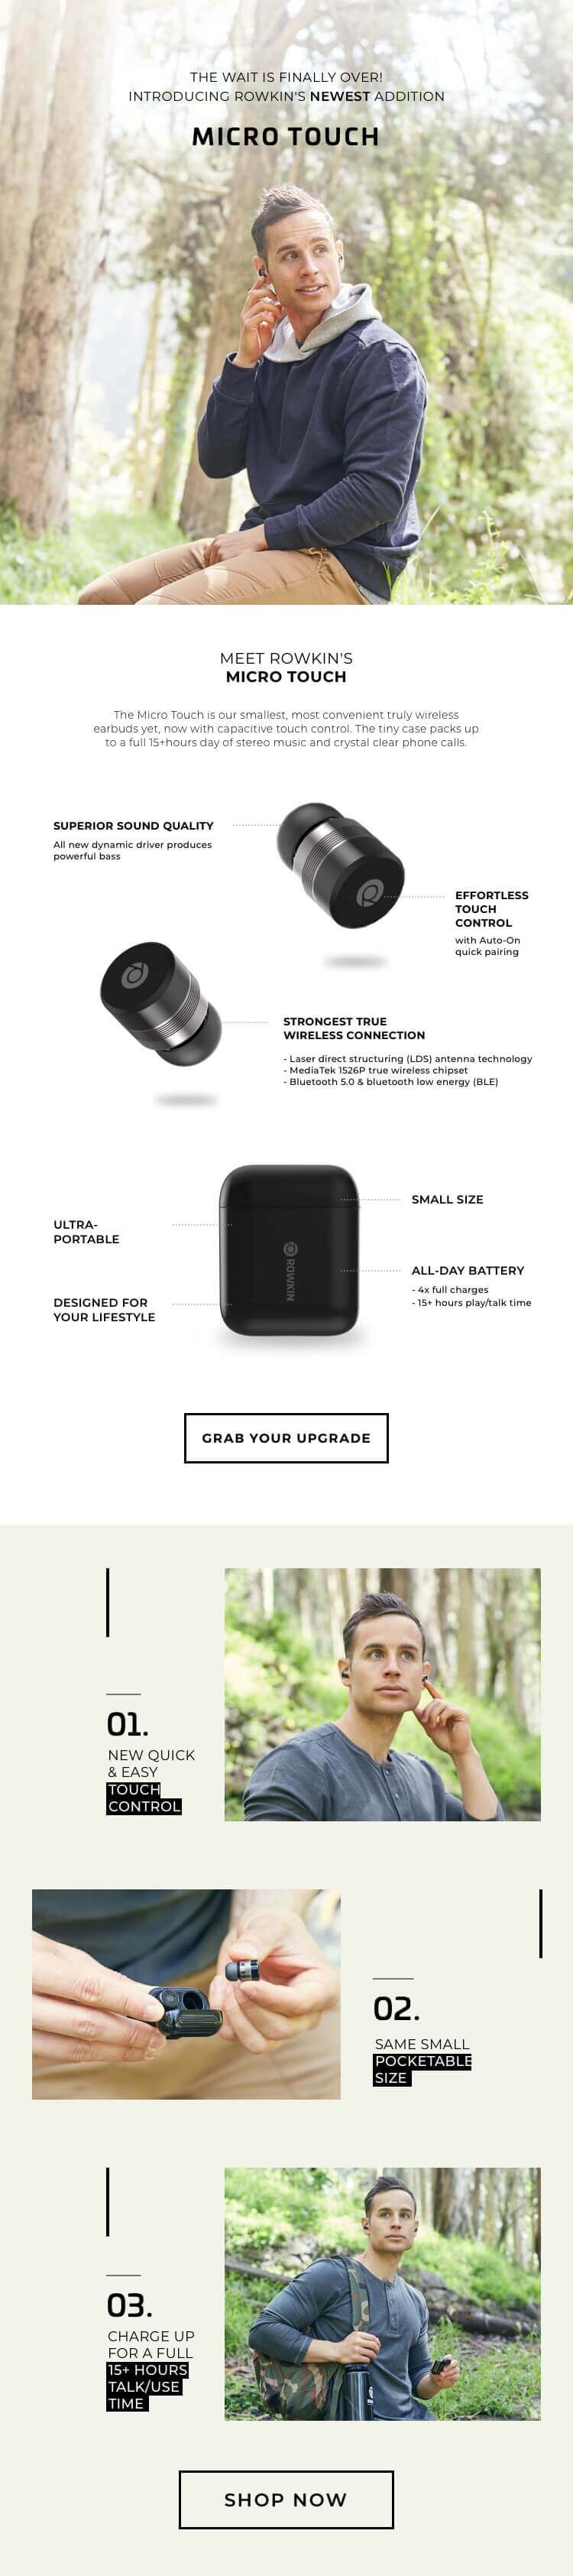 THE WAIT IS FINALLY OVER!
INTRODUCING ROWKIN'S NEWEST ADDITION
MICRO TOUCH
MEET ROWKIN'S
MICRO TOUCH
The Micro Touch is our smallest, most convenient truly wireless
earbuds yet, now with capacitive touch control. The tiny case packs up
to a full 15+hours day of stereo music and crystal clear phone calls.
SUPERIOR SOUND QUALITY
All new dynamic driver produces
powerful bass
EFFORTLESS
TOUCH
CONTROL
with Auto-On
quick pairing
STRONGEST TRUE
WIRELESS CONNECTION
- Laser direct structuring (LDS) antenna technology
- MediaTek 1526P true wireless chipset
- Bluetooth 5.0 & bluetooth low energy (BLE)
SMALL SIZE
ULTRA-
PORTABLE
ROWKIN
ALL-DAY BATTERY
- 4x full charges
- 15+ hours play/talk time
DESIGNED FOR
YOUR LIFESTYLE
GRAB YOUR UPGRADE
01.
NEW QUICK
& EASY
TOUCH
CONTROL
02.
SAME SMALL
POCKETABLE
SIZE
03.
CHARGE UP
FOR A FULL
15+ HOURS
TALK/USE
TIME
SHOP NOW